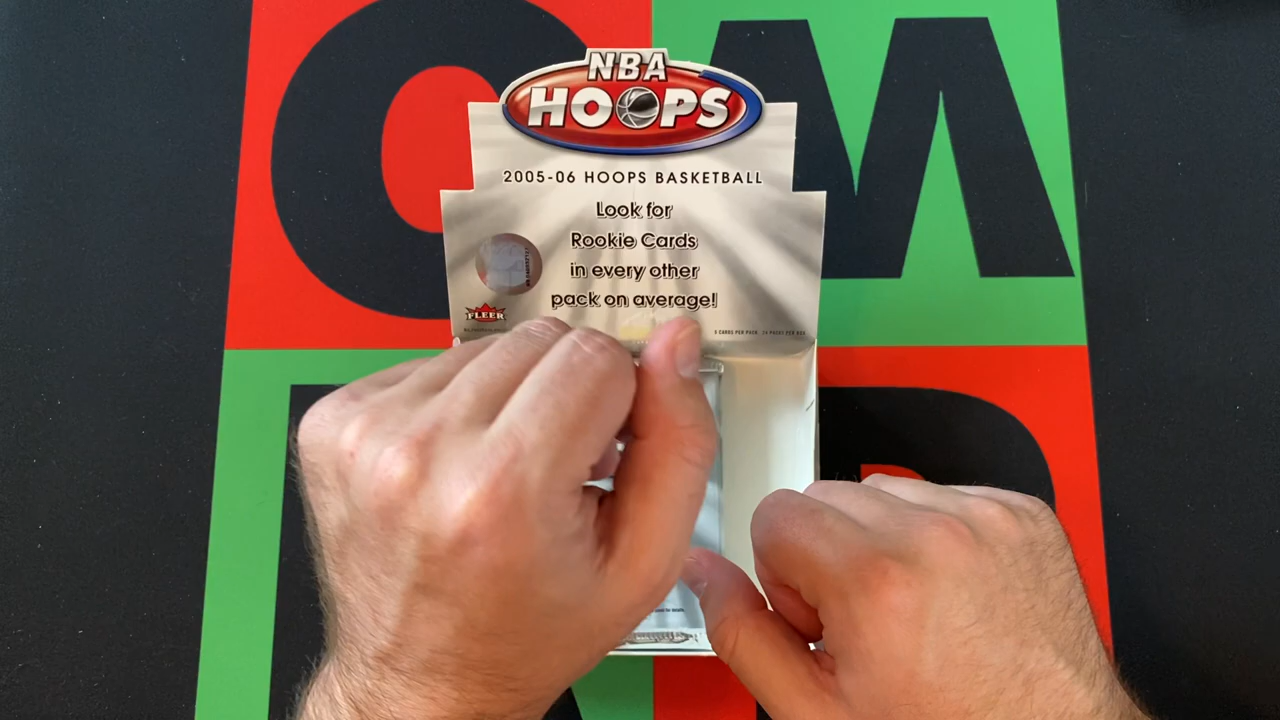 NBA
HOOPS
2005-06 HOOPS BASKETBALL
Look for
Rookie Cards
in every other
pack on average!
FLEER